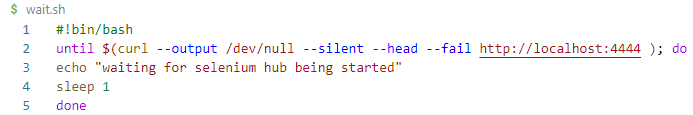 $ wait.sh
1 #!bin/bash
2 until $(curl --output /dev/null --silent --head --fail http://localhost:4444 ); do
3 echo "waiting for selenium hub being started"
4 sleep 1
5 done